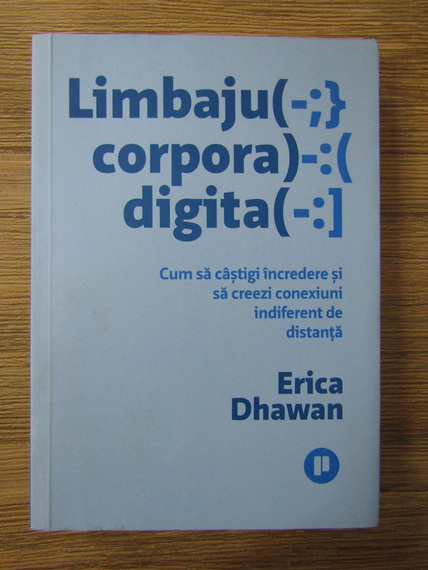 Limbaju(-;}
corpora)-:(
digita(-:]
Cum să câștigi încredere și
să creezi conexiuni
indiferent de
distanță
Erica
Dhawan